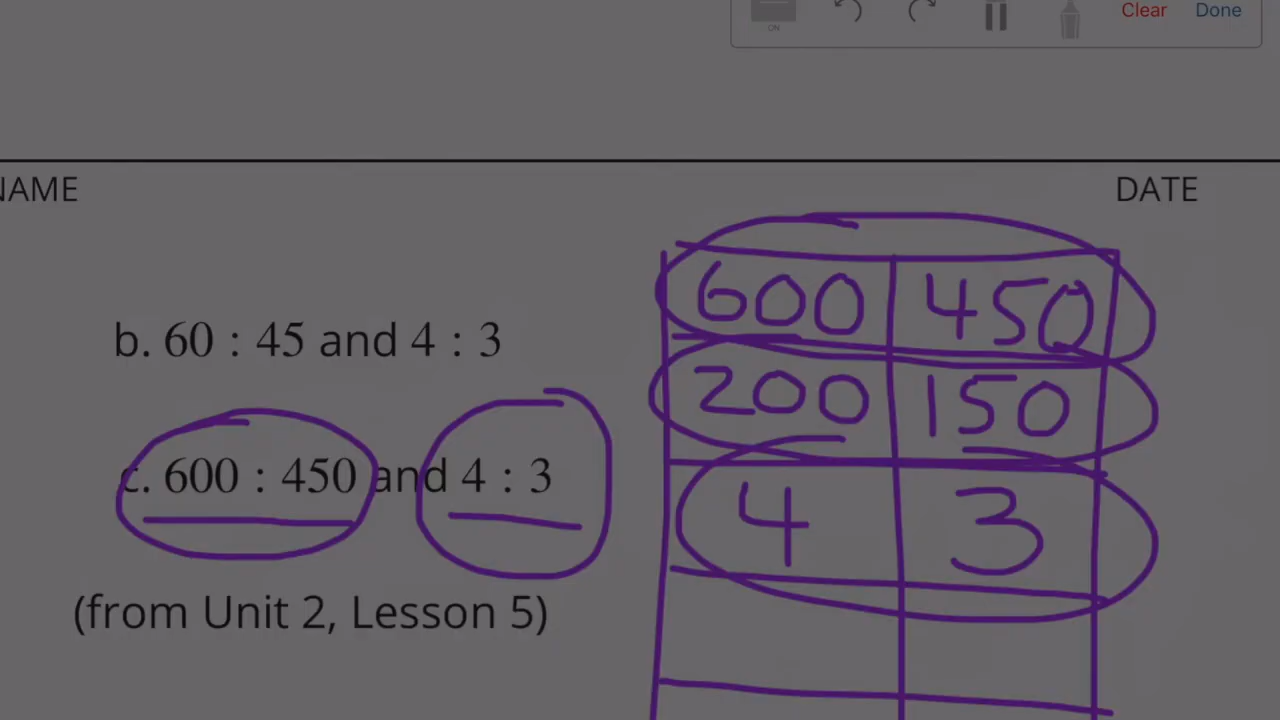 ON
Clear Done
NAME DATE
600 450
b. 60 : 45 and 4 : 3
200 150
c. 600 : 450 and 4 : 3
4 3
(from Unit 2, Lesson 5)